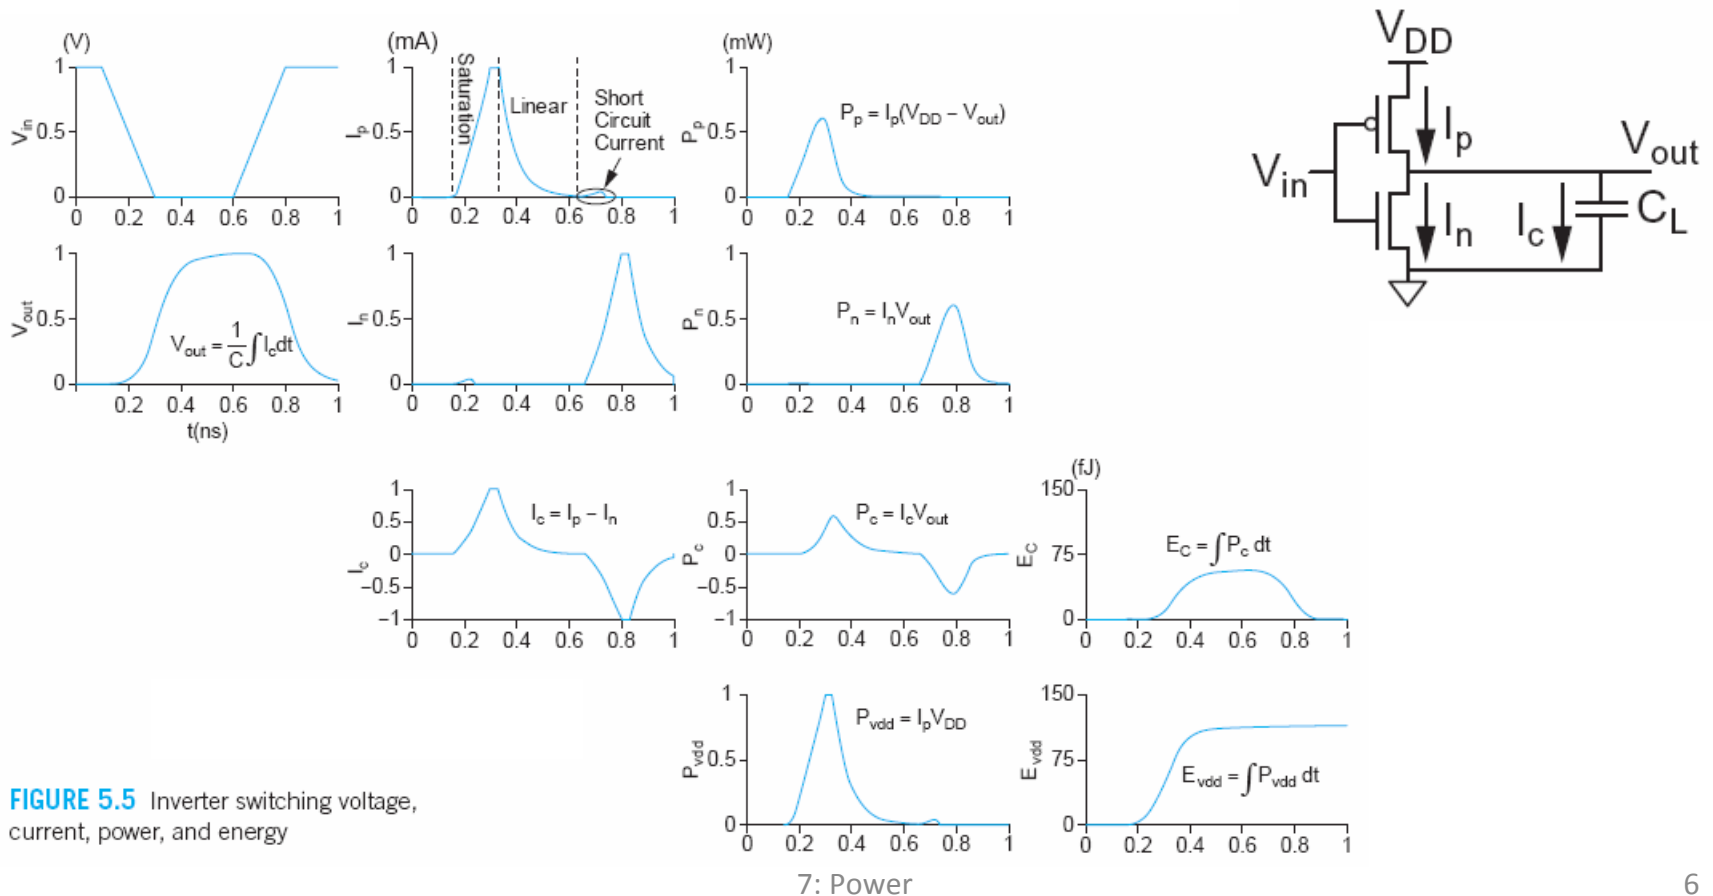 (V)
V_in
1
0.5
0
0 0.2 0.4 0.6 0.8 1
(mA)
I_p
1
0.5
0
0 0.2 0.4 0.6 0.8 1
Saturation
Linear
Short
Circuit
Current
(mW)
P_p
1
0.5
0
0 0.2 0.4 0.6 0.8 1
P_p = I_p(V_DD – V_out)
V_DD
I_p
V_out
V_in
I_n
I_c
C_L
V_out
1
0.5
0
0.2 0.4 0.6 0.8 1
t(ns)
V_out = 1/C ∫I_c dt
I_n
1
0.5
0
0 0.2 0.4 0.6 0.8 1
P_n
1
0.5
0
0 0.2 0.4 0.6 0.8 1
P_n = I_nV_out
I_c
1
0.5
0
–0.5
–1
0 0.2 0.4 0.6 0.8 1
I_c = I_p – I_n
P_c
1
0.5
0
–0.5
–1
0 0.2 0.4 0.6 0.8 1
P_c = I_cV_out
(fJ)
E_C
150
75
0
0 0.2 0.4 0.6 0.8 1
E_C = ∫P_c dt
P_vdd
1
0.5
0
0 0.2 0.4 0.6 0.8 1
P_vdd = I_pV_DD
E_vdd
150
75
0
0 0.2 0.4 0.6 0.8 1
E_vdd = ∫P_vdd dt
FIGURE 5.5 Inverter switching voltage,
current, power, and energy
7: Power
6